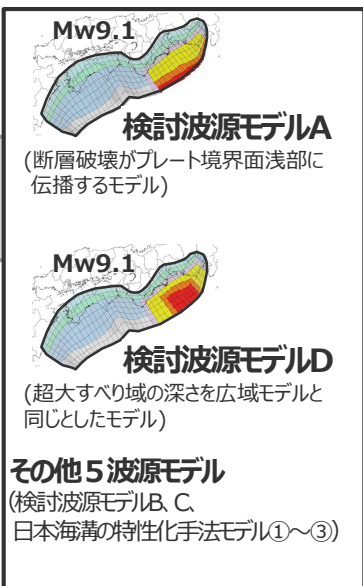 Mw9.1
検討波源モデルA
(断層破壊がプレート境界面浅部に
伝播するモデル)
Mw9.1
検討波源モデルD
(超大すべり域の深さを広域モデルと
同じとしたモデル)
その他5波源モデル
(検討波源モデルB、C、
日本海溝の特性化手法モデル①～③)